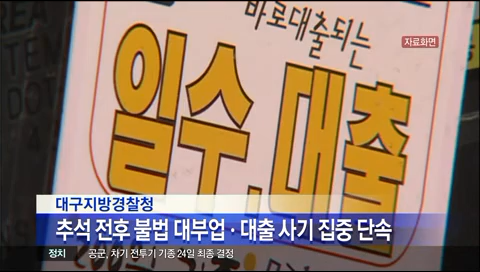 바로대출되는
자료화면
일수, 대출
대구지방경찰청
추석 전후 불법 대부업·대출 사기 집중 단속
정치 공군, 차기 전투기 기종 24일 최종 결정